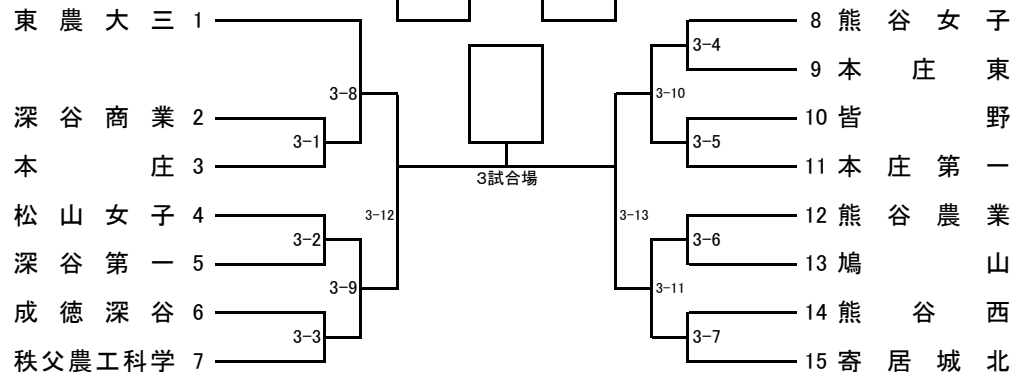 東農大三 1
深谷商業 2
本庄 3
松山女子 4
深谷第一 5
成徳深谷 6
秩父農工科学 7
3-8
3-1
3-12
3-2
3-9
3-3
3試合場
8 熊谷女子
9 本庄東
10 皆野
11 本庄第一
12 熊谷農業
13 鳩山
14 熊谷西
15 寄居城北
3-4
3-10
3-5
3-13
3-6
3-11
3-7